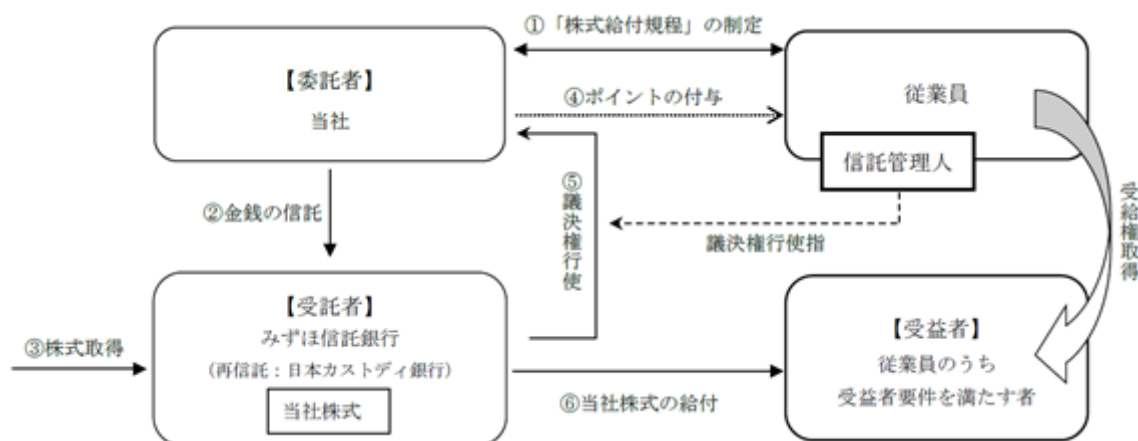 ①「株式給付規程」の制定
【委託者】
当社
④ポイントの付与
従業員
信託管理人
②金銭の信託
⑤議決権行使
議決権行使指
受給権取得
【受託者】
みずほ信託銀行
(再信託：日本カストディ銀行)
当社株式
③株式取得
⑥当社株式の給付
【受益者】
従業員のうち
受益者要件を満たす者